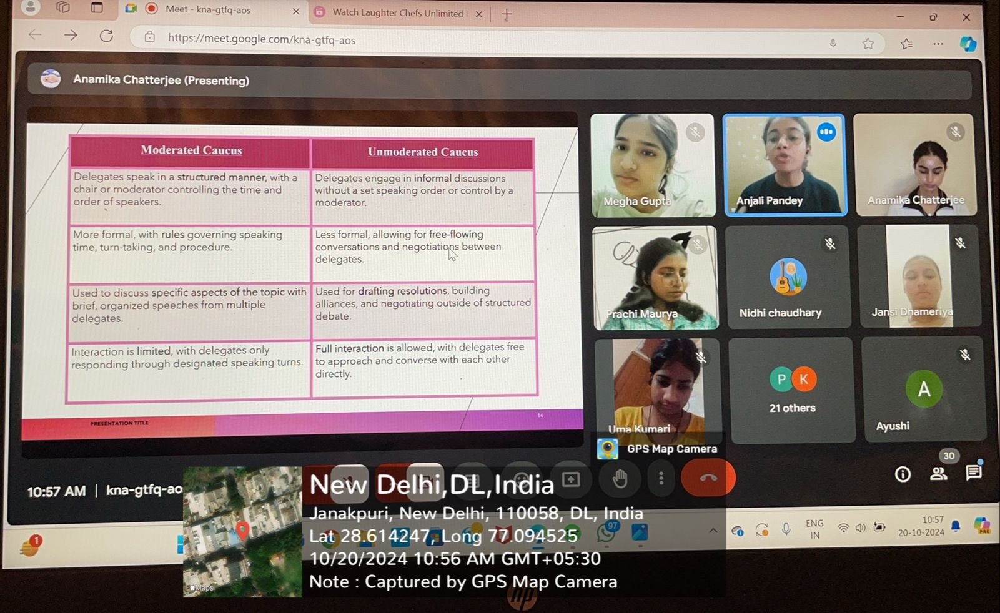 Meet - kna-gtfq-aos
Watch Laughter Chefs Unlimited
https://meet.google.com/kna-gtfq-aos
Anamika Chatterjee (Presenting)
Moderated Caucus
Unmoderated Caucus
Delegates speak in a structured manner, with a
chair or moderator controlling the time and
order of speakers.
Delegates engage in informal discussions
without a set speaking order or control by a
moderator.
More formal, with rules governing speaking
time, turn-taking, and procedure.
Less formal, allowing for free-flowing
conversations and negotiations between
delegates.
Used to discuss specific aspects of the topic with
brief, organized speeches from multiple
delegates.
Used for drafting resolutions, building
alliances, and negotiating outside of structured
debate.
Interaction is limited, with delegates only
responding through designated speaking turns.
Full interaction is allowed, with delegates free
to approach and converse with each other
directly.
PRESENTATION TITLE
14
Megha Gupta
Anjali Pandey
Anamika Chatterjee
Prachi Maurya
Nidhi chaudhary
Jansi Dhameriya
Uma Kumari
P K
21 others
A
Ayushi
GPS Map Camera
30
10:57 AM | kna-gtfq-ao
New Delhi,DL,India
Janakpuri, New Delhi, 110058, DL, India
Lat 28.614247, Long 77.094525
10/20/2024 10:56 AM GMT+05:30
Note : Captured by GPS Map Camera
Maps
1
97
ENG
IN
10:57
20-10-2024
PRE
hp